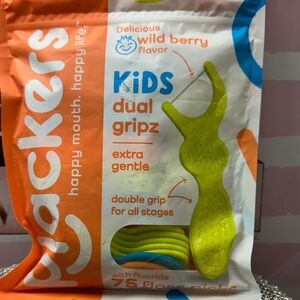 Delicious
wild berry
flavor
KiDS
dual
gripz
extra
gentle
double grip
for all stages
with fluoride
75 floss picks
plackers
happy mouth. happy life.™